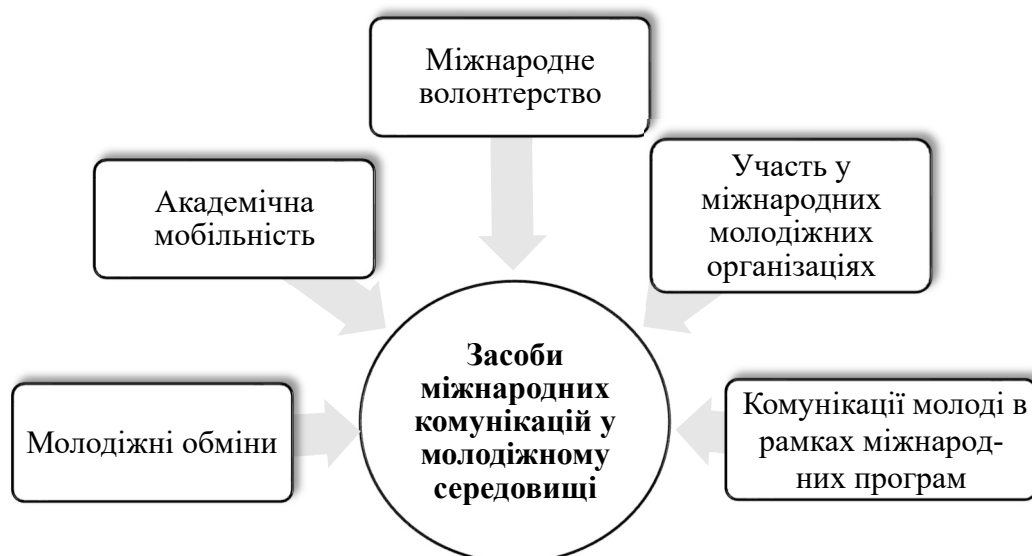 Міжнародне
волонтерство
Академічна
мобільність
Участь у
міжнародних
молодіжних
організаціях
Засоби
міжнародних
комунікацій у
молодіжному
середовищі
Молодіжні обміни
Комунікації молоді в
рамках міжнарод-
них програм